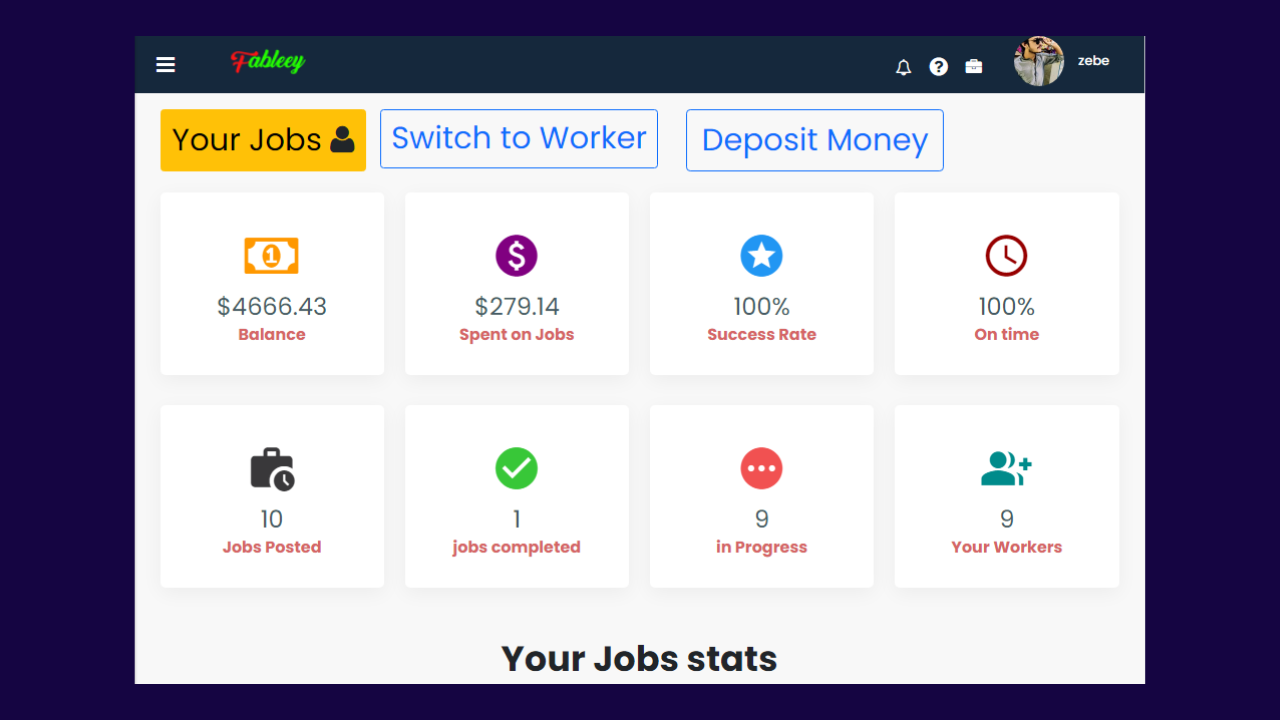 Fableey
zebe
Your Jobs
Switch to Worker
Deposit Money
$4666.43
Balance
$279.14
Spent on Jobs
100%
Success Rate
100%
On time
10
Jobs Posted
1
jobs completed
9
in Progress
9
Your Workers
Your Jobs stats